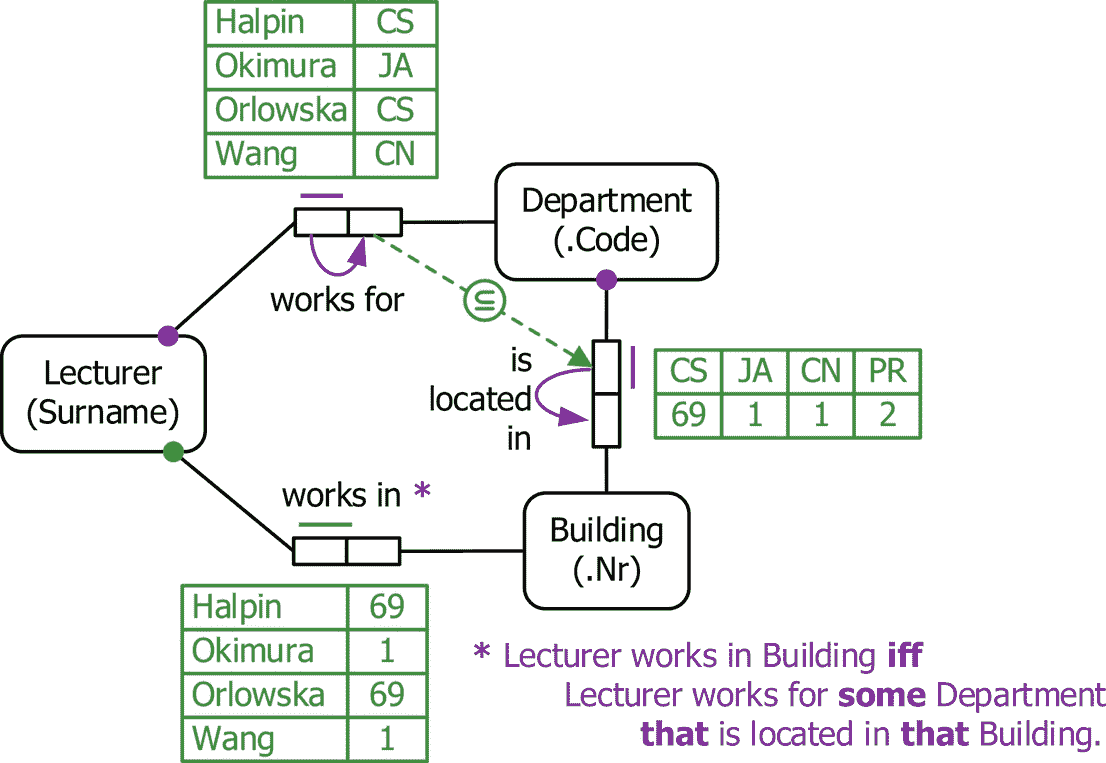 Halpin CS
Okimura JA
Orlowska CS
Wang CN
Department
(.Code)
works for
⊆
Lecturer
(Surname)
is
located
in
CS JA CN PR
69 1 1 2
works in *
Building
(.Nr)
Halpin 69
Okimura 1
Orlowska 69
Wang 1
* Lecturer works in Building iff
Lecturer works for some Department
that is located in that Building.